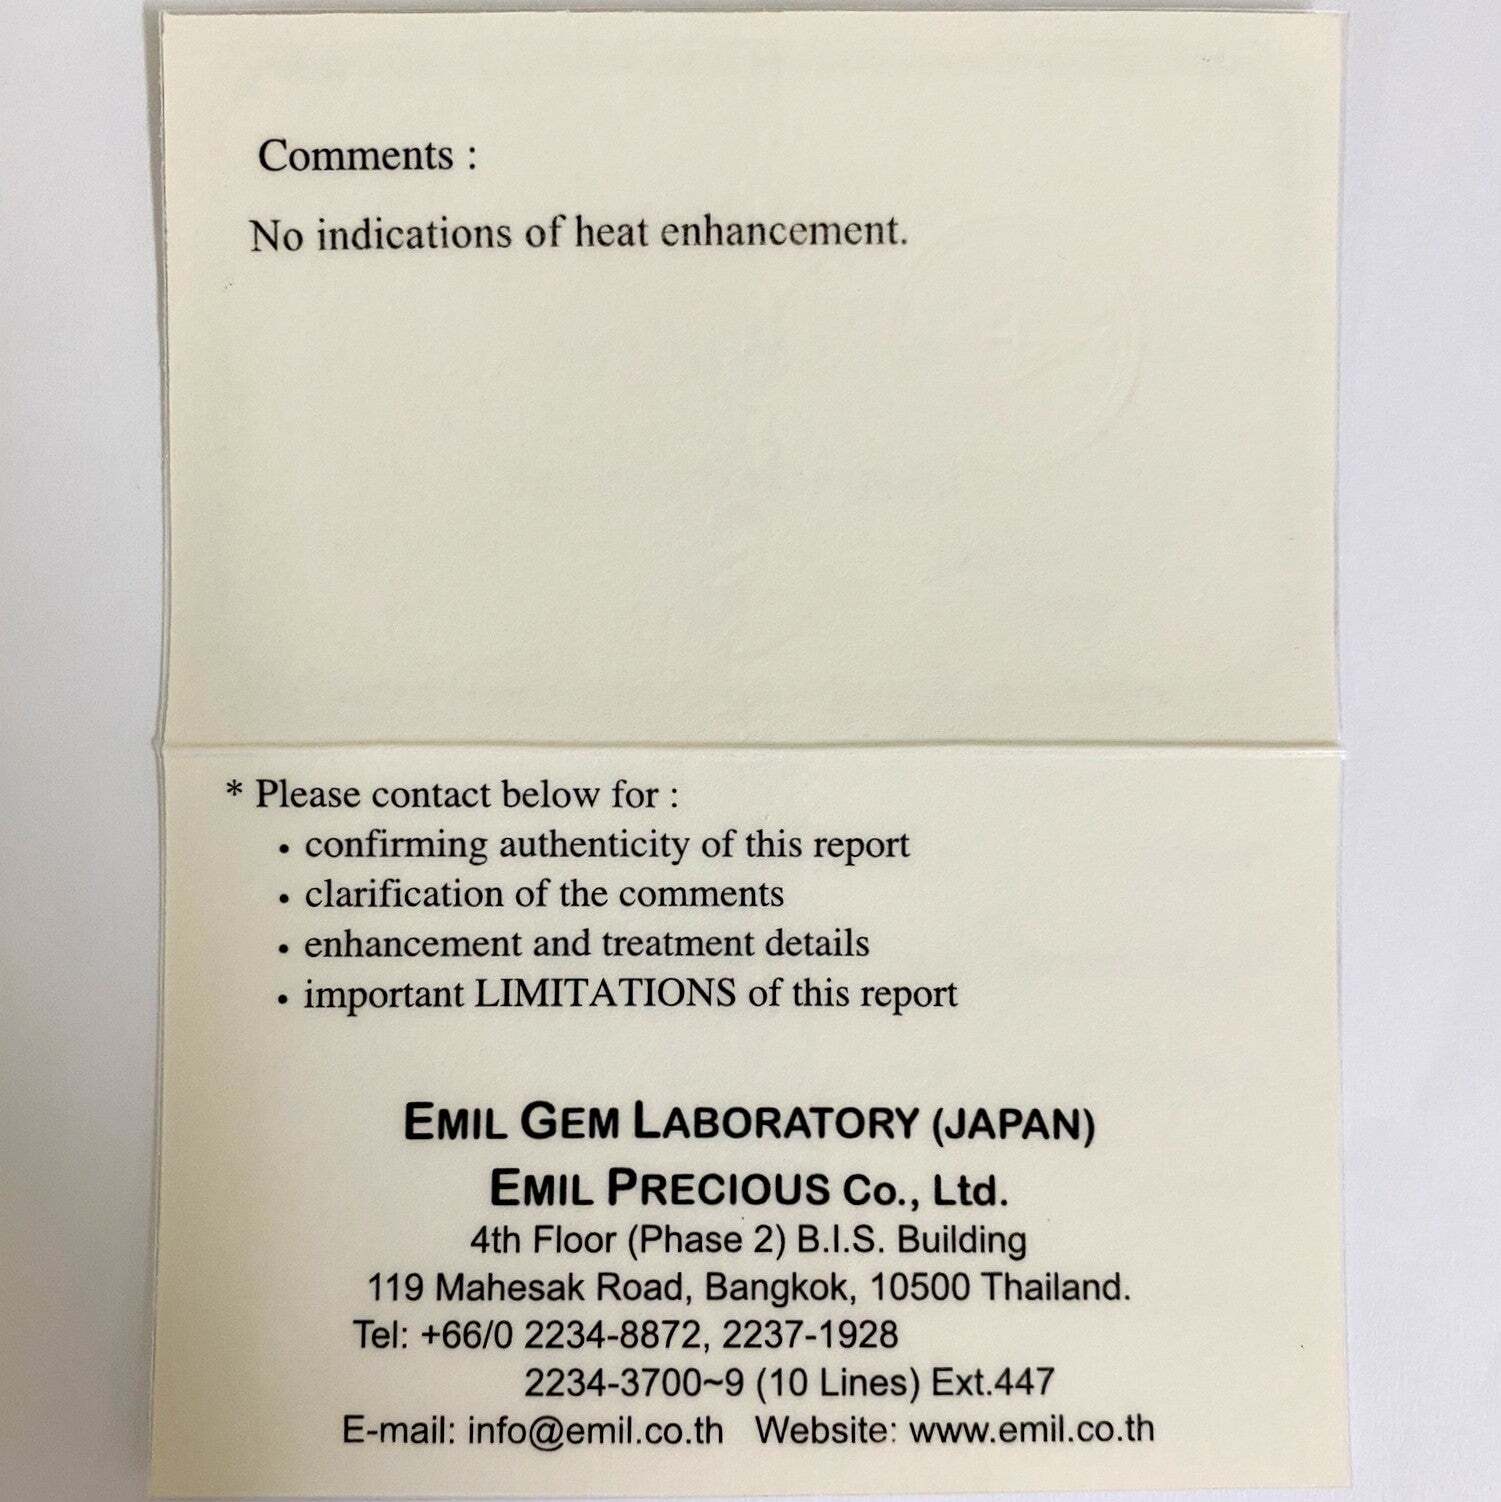 Comments :
No indications of heat enhancement.
* Please contact below for :
• confirming authenticity of this report
• clarification of the comments
• enhancement and treatment details
• important LIMITATIONS of this report
EMIL GEM LABORATORY (JAPAN)
EMIL PRECIOUS Co., Ltd.
4th Floor (Phase 2) B.I.S. Building
119 Mahesak Road, Bangkok, 10500 Thailand.
Tel: +66/0 2234-8872, 2237-1928
2234-3700~9 (10 Lines) Ext.447
E-mail: info@emil.co.th Website: www.emil.co.th